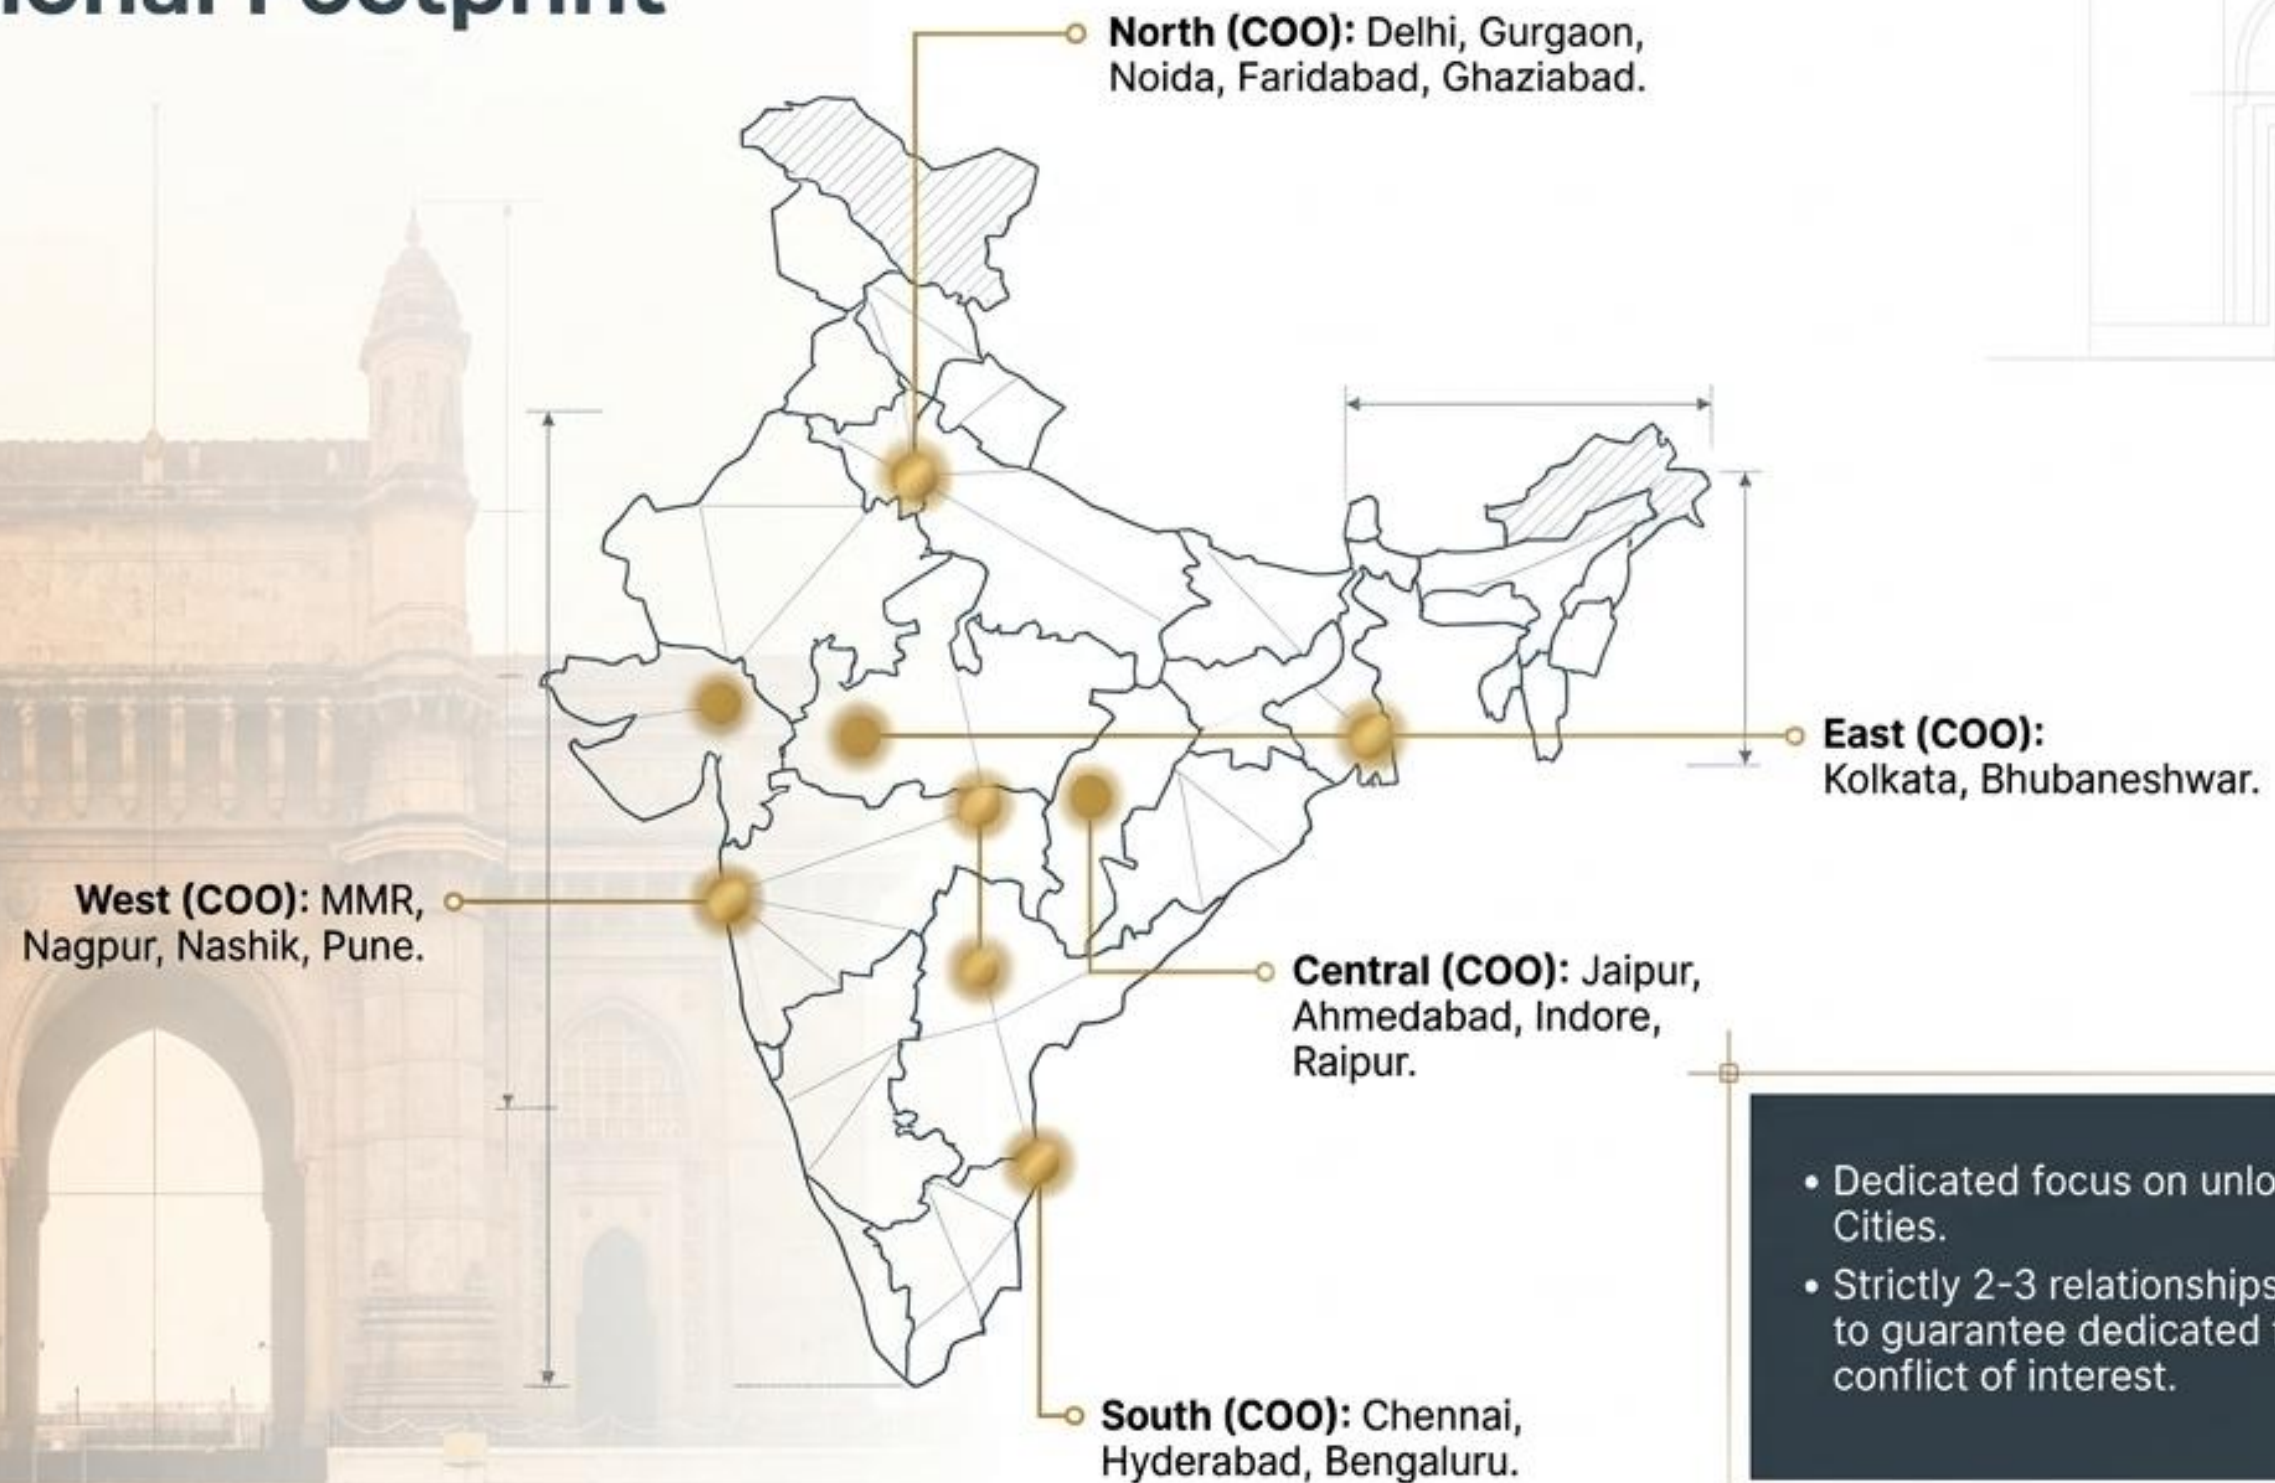 Footprint
North (COO): Delhi, Gurgaon,
Noida, Faridabad, Ghaziabad.
East (COO):
Kolkata, Bhubaneshwar.
West (COO): MMR,
Nagpur, Nashik, Pune.
Central (COO): Jaipur,
Ahmedabad, Indore,
Raipur.
• Dedicated focus on
Cities.
• Strictly 2-3 relationships
to guarantee dedicated
conflict of interest.
South (COO): Chennai,
Hyderabad, Bengaluru.